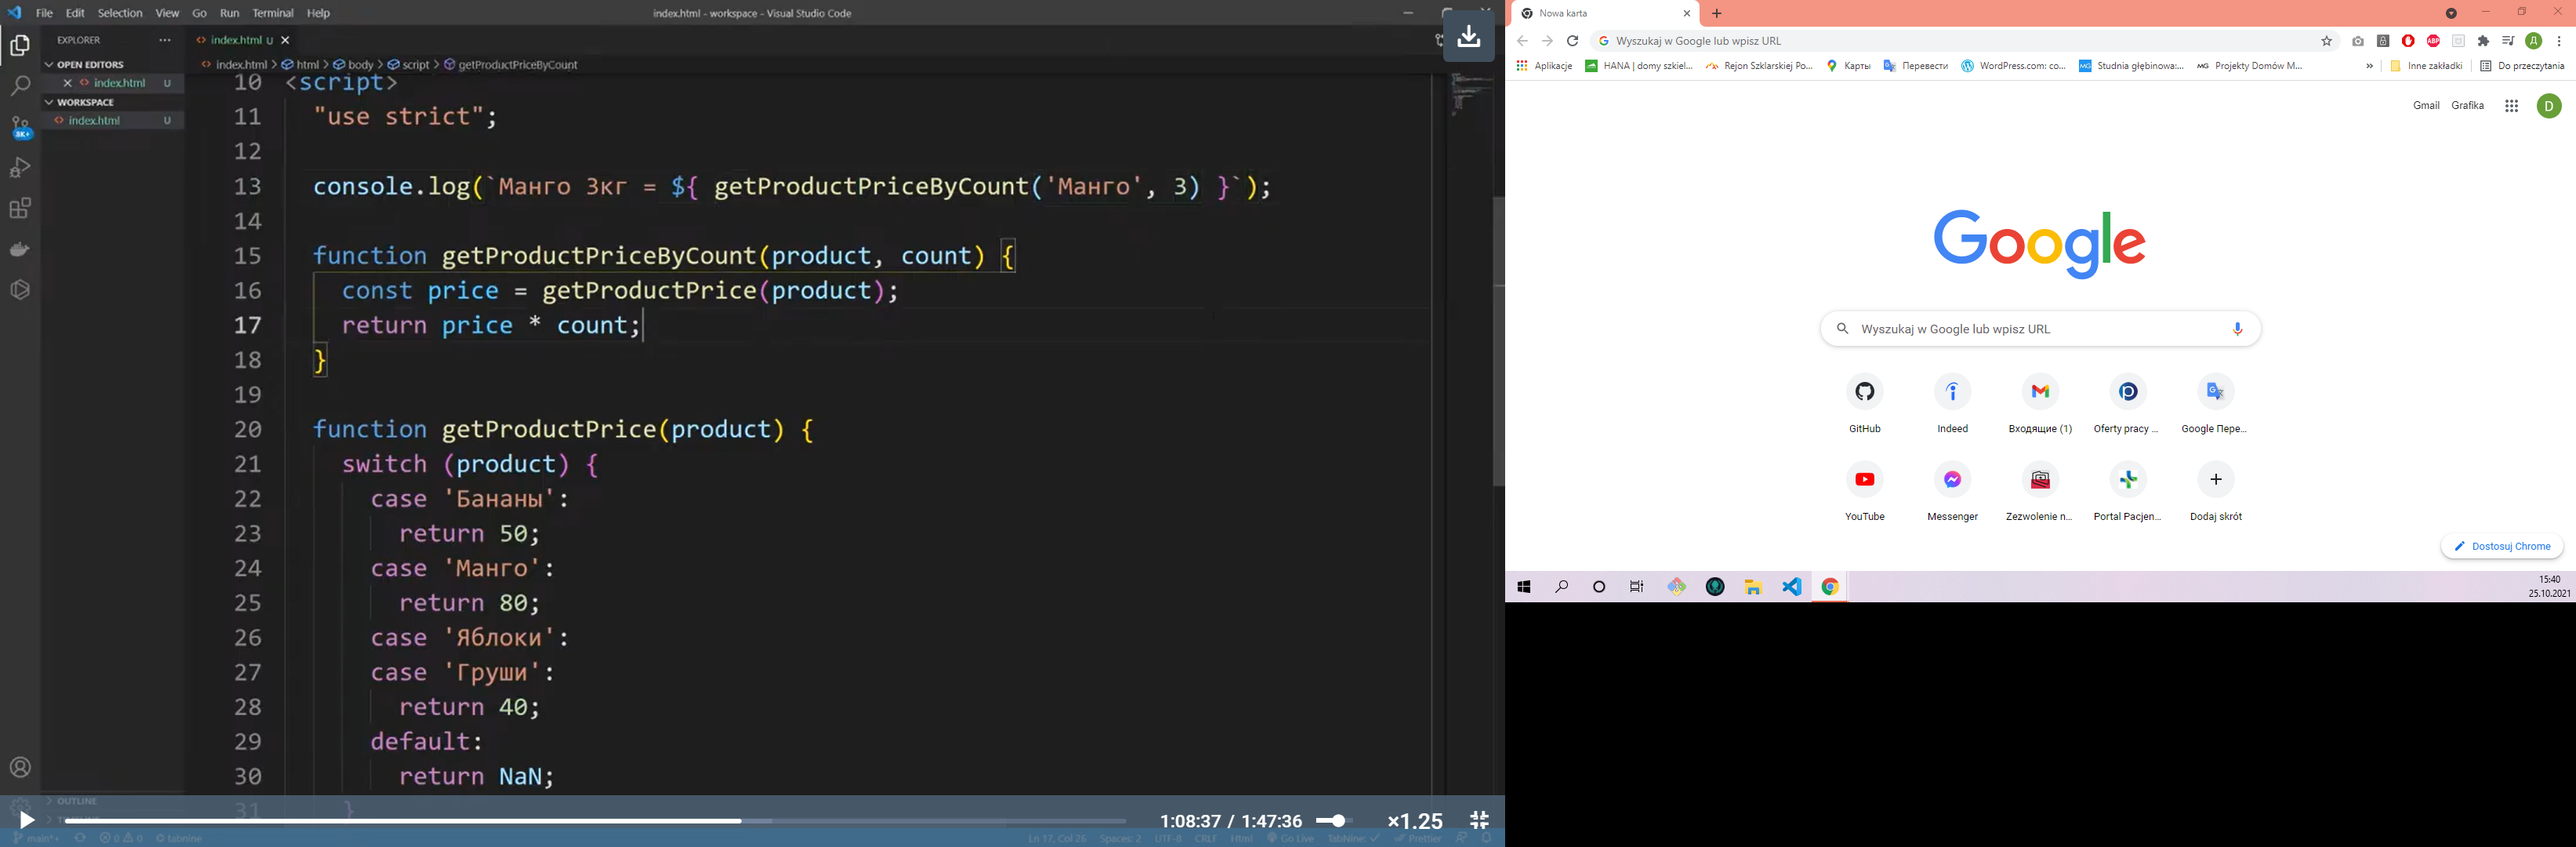 File Edit Selection View Go Run Terminal Help
index.html - workspace - Visual Studio Code
EXPLORER
index.html U
OPEN EDITORS
index.html U
WORKSPACE
index.html U
8K+
index.html > html > body > script > getProductPriceByCount
10 <script>
11 "use strict";
12
13 console.log(`Манго 3кг = ${ getProductPriceByCount('Манго', 3) }`);
14
15 function getProductPriceByCount(product, count) {
16 const price = getProductPrice(product);
17 return price * count;
18 }
19
20 function getProductPrice(product) {
21 switch (product) {
22 case 'Бананы':
23 return 50;
24 case 'Манго':
25 return 80;
26 case 'Яблоки':
27 case 'Груши':
28 return 40;
29 default:
30 return NaN;
31 }
OUTLINE
1:08:37 / 1:47:36
×1.25
main*
0 0
tabnine
Ln 17, Col 26 Spaces: 2 UTF-8 CRLF Html Go Live TabNine: Prettier
Nowa karta
Wyszukaj w Google lub wpisz URL
ABP
Д
Aplikacje
HANA | domy szkiel...
Rejon Szklarskiej Po...
Карты
Перевести
WordPress.com: co...
MG Studnia głębinowa:...
MG Projekty Domów M...
» Inne zakładki
Do przeczytania
Gmail Grafika
D
Google
Wyszukaj w Google lub wpisz URL
GitHub
Indeed
Входящие (1)
Oferty pracy ...
Google Пере...
YouTube
Messenger
Zezwolenie n...
Portal Pacjen...
Dodaj skrót
Dostosuj Chrome
15:40
25.10.2021